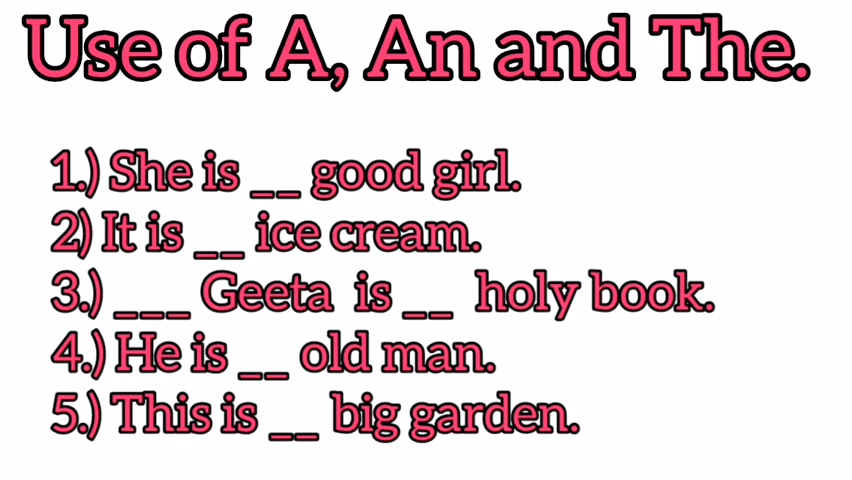 Use of A, An and The.
1.) She is __ good girl.
2) It is __ ice cream.
3.) ___ Geeta is __ holy book.
4.) He is __ old man.
5.) This is __ big garden.